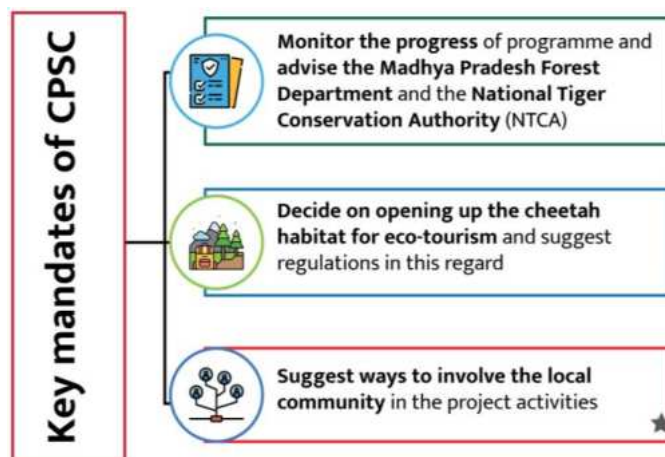 Key mandates of CPSC
Monitor the progress of programme and
advise the Madhya Pradesh Forest
Department and the National Tiger
Conservation Authority (NTCA)
Decide on opening up the cheetah
habitat for eco-tourism and suggest
regulations in this regard
Suggest ways to involve the local
community in the project activities